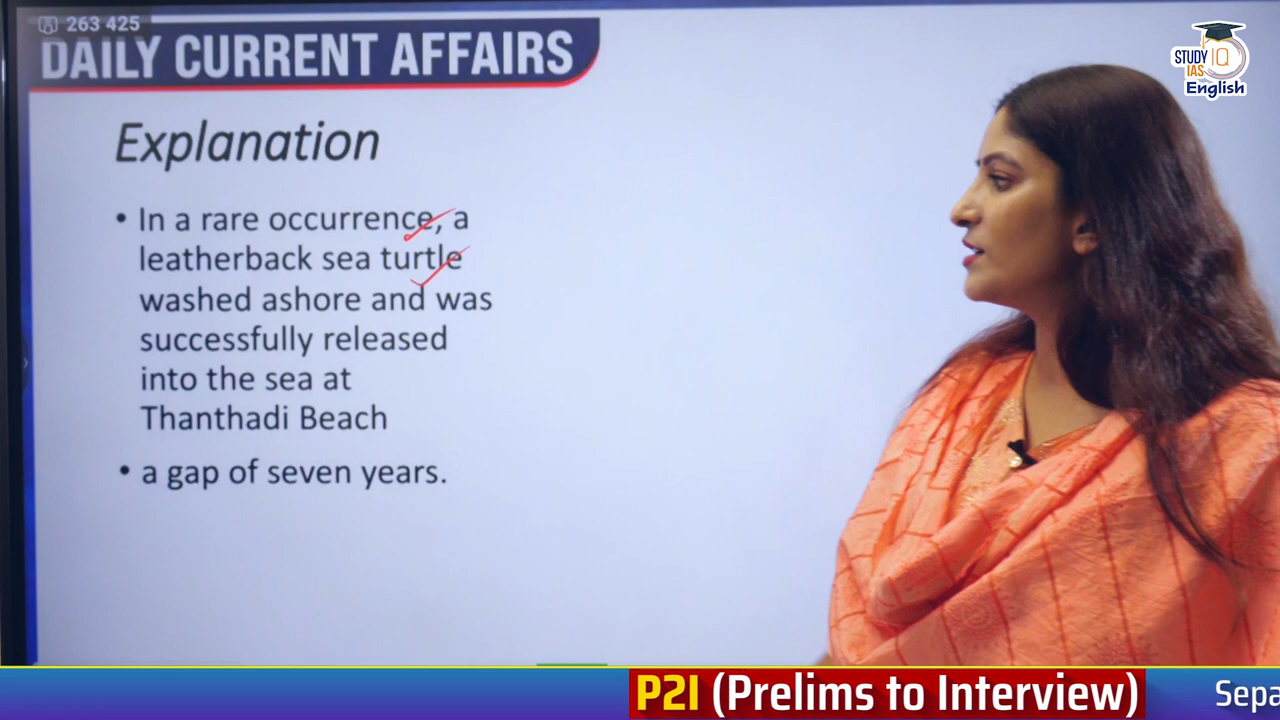 263 425
DAILY CURRENT AFFAIRS
STUDY IQ
IAS
English
Explanation
• In a rare occurrence, a
leatherback sea turtle
washed ashore and was
successfully released
into the sea at
Thanthadi Beach
• a gap of seven years.
P2I (Prelims to Interview)
Sepa